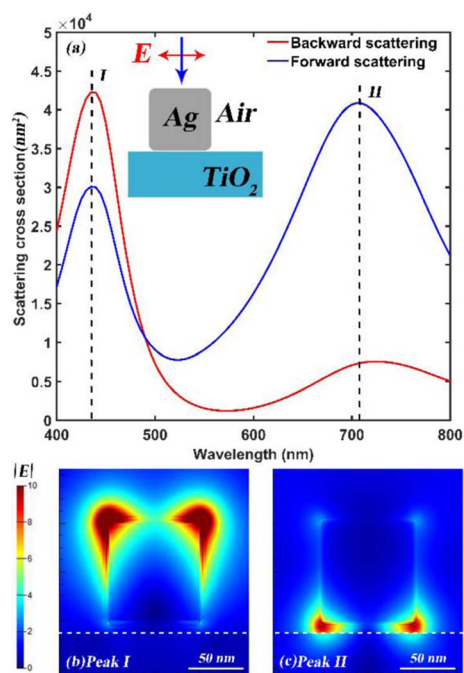 ×10⁴
5
(a)
I
E
Backward scattering
Forward scattering
4.5
II
4
Ag
Air
3.5
TiO2
3
2.5
2
1.5
1
0.5
0
Scattering cross section(nm²)
400
500
600
700
800
Wavelength (nm)
|E|
10
8
6
4
2
0
(b)Peak I
50 nm
(c)Peak II
50 nm